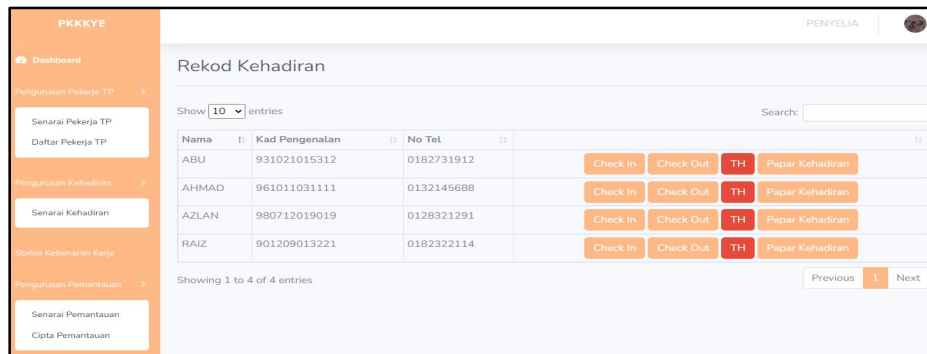 PKKKYE
PENYELIA
Dashboard
Pengurusan Pekerja TP
Senarai Pekerja TP
Daftar Pekerja TP
Pengurusan Kehadiran
Senarai Kehadiran
Status Kebenaran Kerja
Pengurusan Pemantauan
Senarai Pemantauan
Cipta Pemantauan
Rekod Kehadiran
Show 10 entries
Search:
Nama Kad Pengenalan No Tel
ABU 931021015312 0182731912 Check In Check Out TH Papar Kehadiran
AHMAD 961011031111 0132145688 Check In Check Out TH Papar Kehadiran
AZLAN 980712019019 0128321291 Check In Check Out TH Papar Kehadiran
RAIZ 901209013221 0182322114 Check In Check Out TH Papar Kehadiran
Showing 1 to 4 of 4 entries
Previous 1 Next